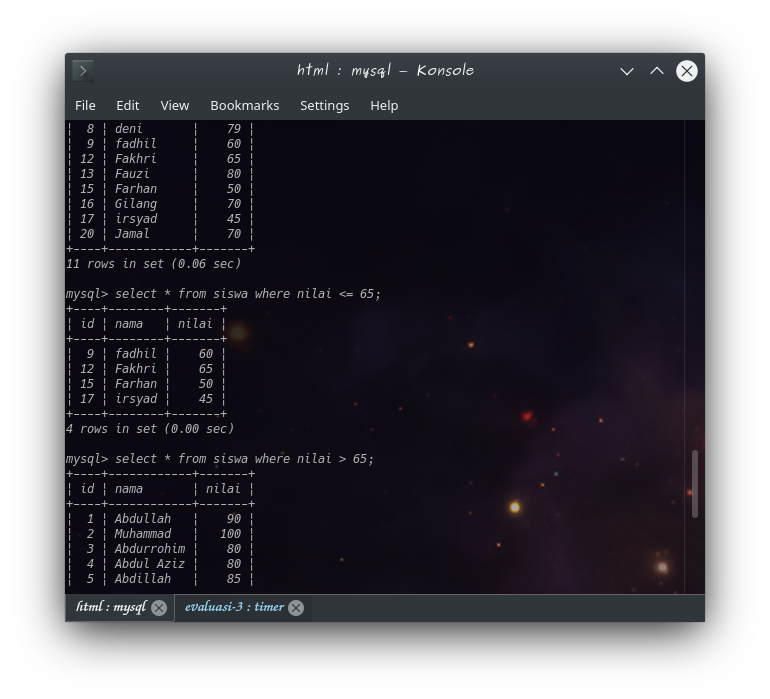 html : mysql — Konsole
File Edit View Bookmarks Settings Help
|  8 | deni       |    79 |
|  9 | fadhil     |    60 |
| 12 | Fakhri     |    65 |
| 13 | Fauzi      |    80 |
| 15 | Farhan     |    50 |
| 16 | Gilang     |    70 |
| 17 | irsyad     |    45 |
| 20 | Jamal      |    70 |
+----+------------+-------+
11 rows in set (0.06 sec)
mysql> select * from siswa where nilai <= 65;
+----+--------+-------+
| id | nama   | nilai |
+----+--------+-------+
|  9 | fadhil |    60 |
| 12 | Fakhri |    65 |
| 15 | Farhan |    50 |
| 17 | irsyad |    45 |
+----+--------+-------+
4 rows in set (0.00 sec)
mysql> select * from siswa where nilai > 65;
+----+------------+-------+
| id | nama       | nilai |
+----+------------+-------+
|  1 | Abdullah   |    90 |
|  2 | Muhammad   |   100 |
|  3 | Abdurrohim |    80 |
|  4 | Abdul Aziz |    80 |
|  5 | Abdillah   |    85 |
html : mysql evaluasi-3 : timer